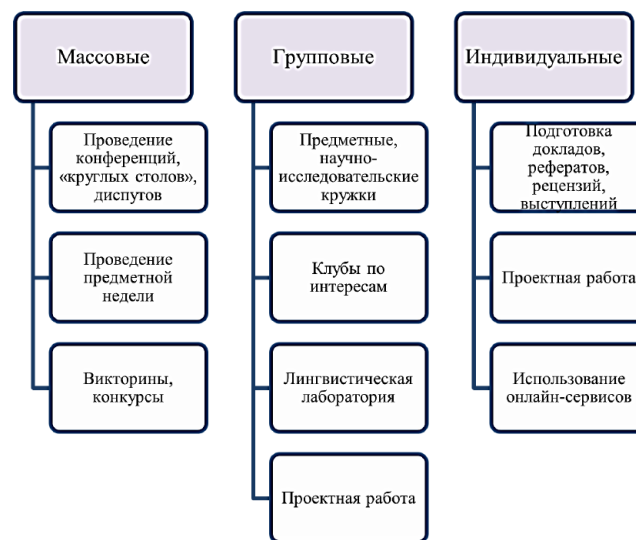 Массовые
Проведение
конференций,
«круглых столов»,
диспутов
Проведение
предметной
недели
Викторины,
конкурсы
Групповые
Предметные,
научно-
исследовательские
кружки
Клубы по
интересам
Лингвистическая
лаборатория
Проектная работа
Индивидуальные
Подготовка
докладов,
рефератов,
рецензий,
выступлений
Проектная работа
Использование
онлайн-сервисов